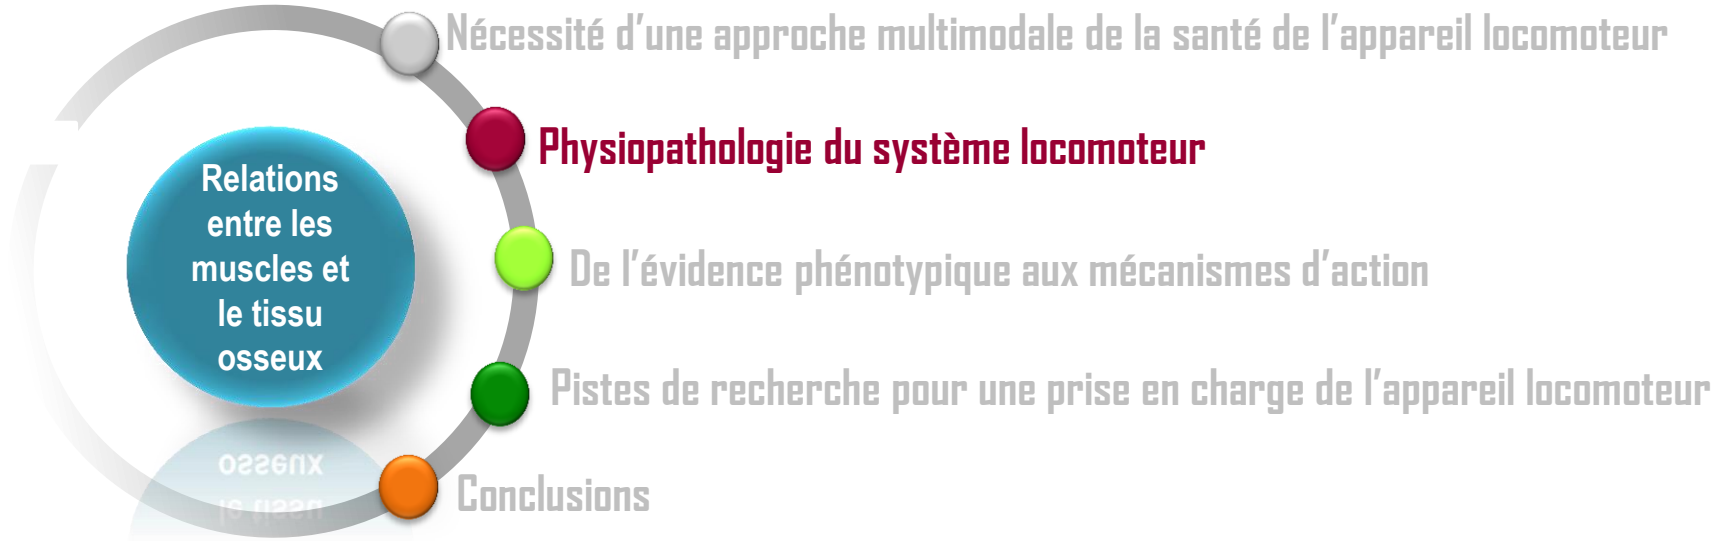 Nécessité d’une approche multimodale de la santé de l’appareil locomoteur
Physiopathologie du système locomoteur
Relations
entre les
muscles et
le tissu
osseux
De l’évidence phénotypique aux mécanismes d’action
Pistes de recherche pour une prise en charge de l’appareil locomoteur
Conclusions